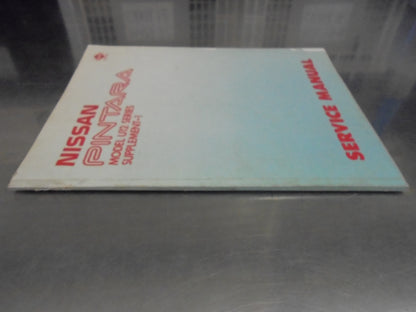 NISSAN
PINTARA
MODEL U12 SERIES
SUPPLEMENT-I
SERVICE MANUAL